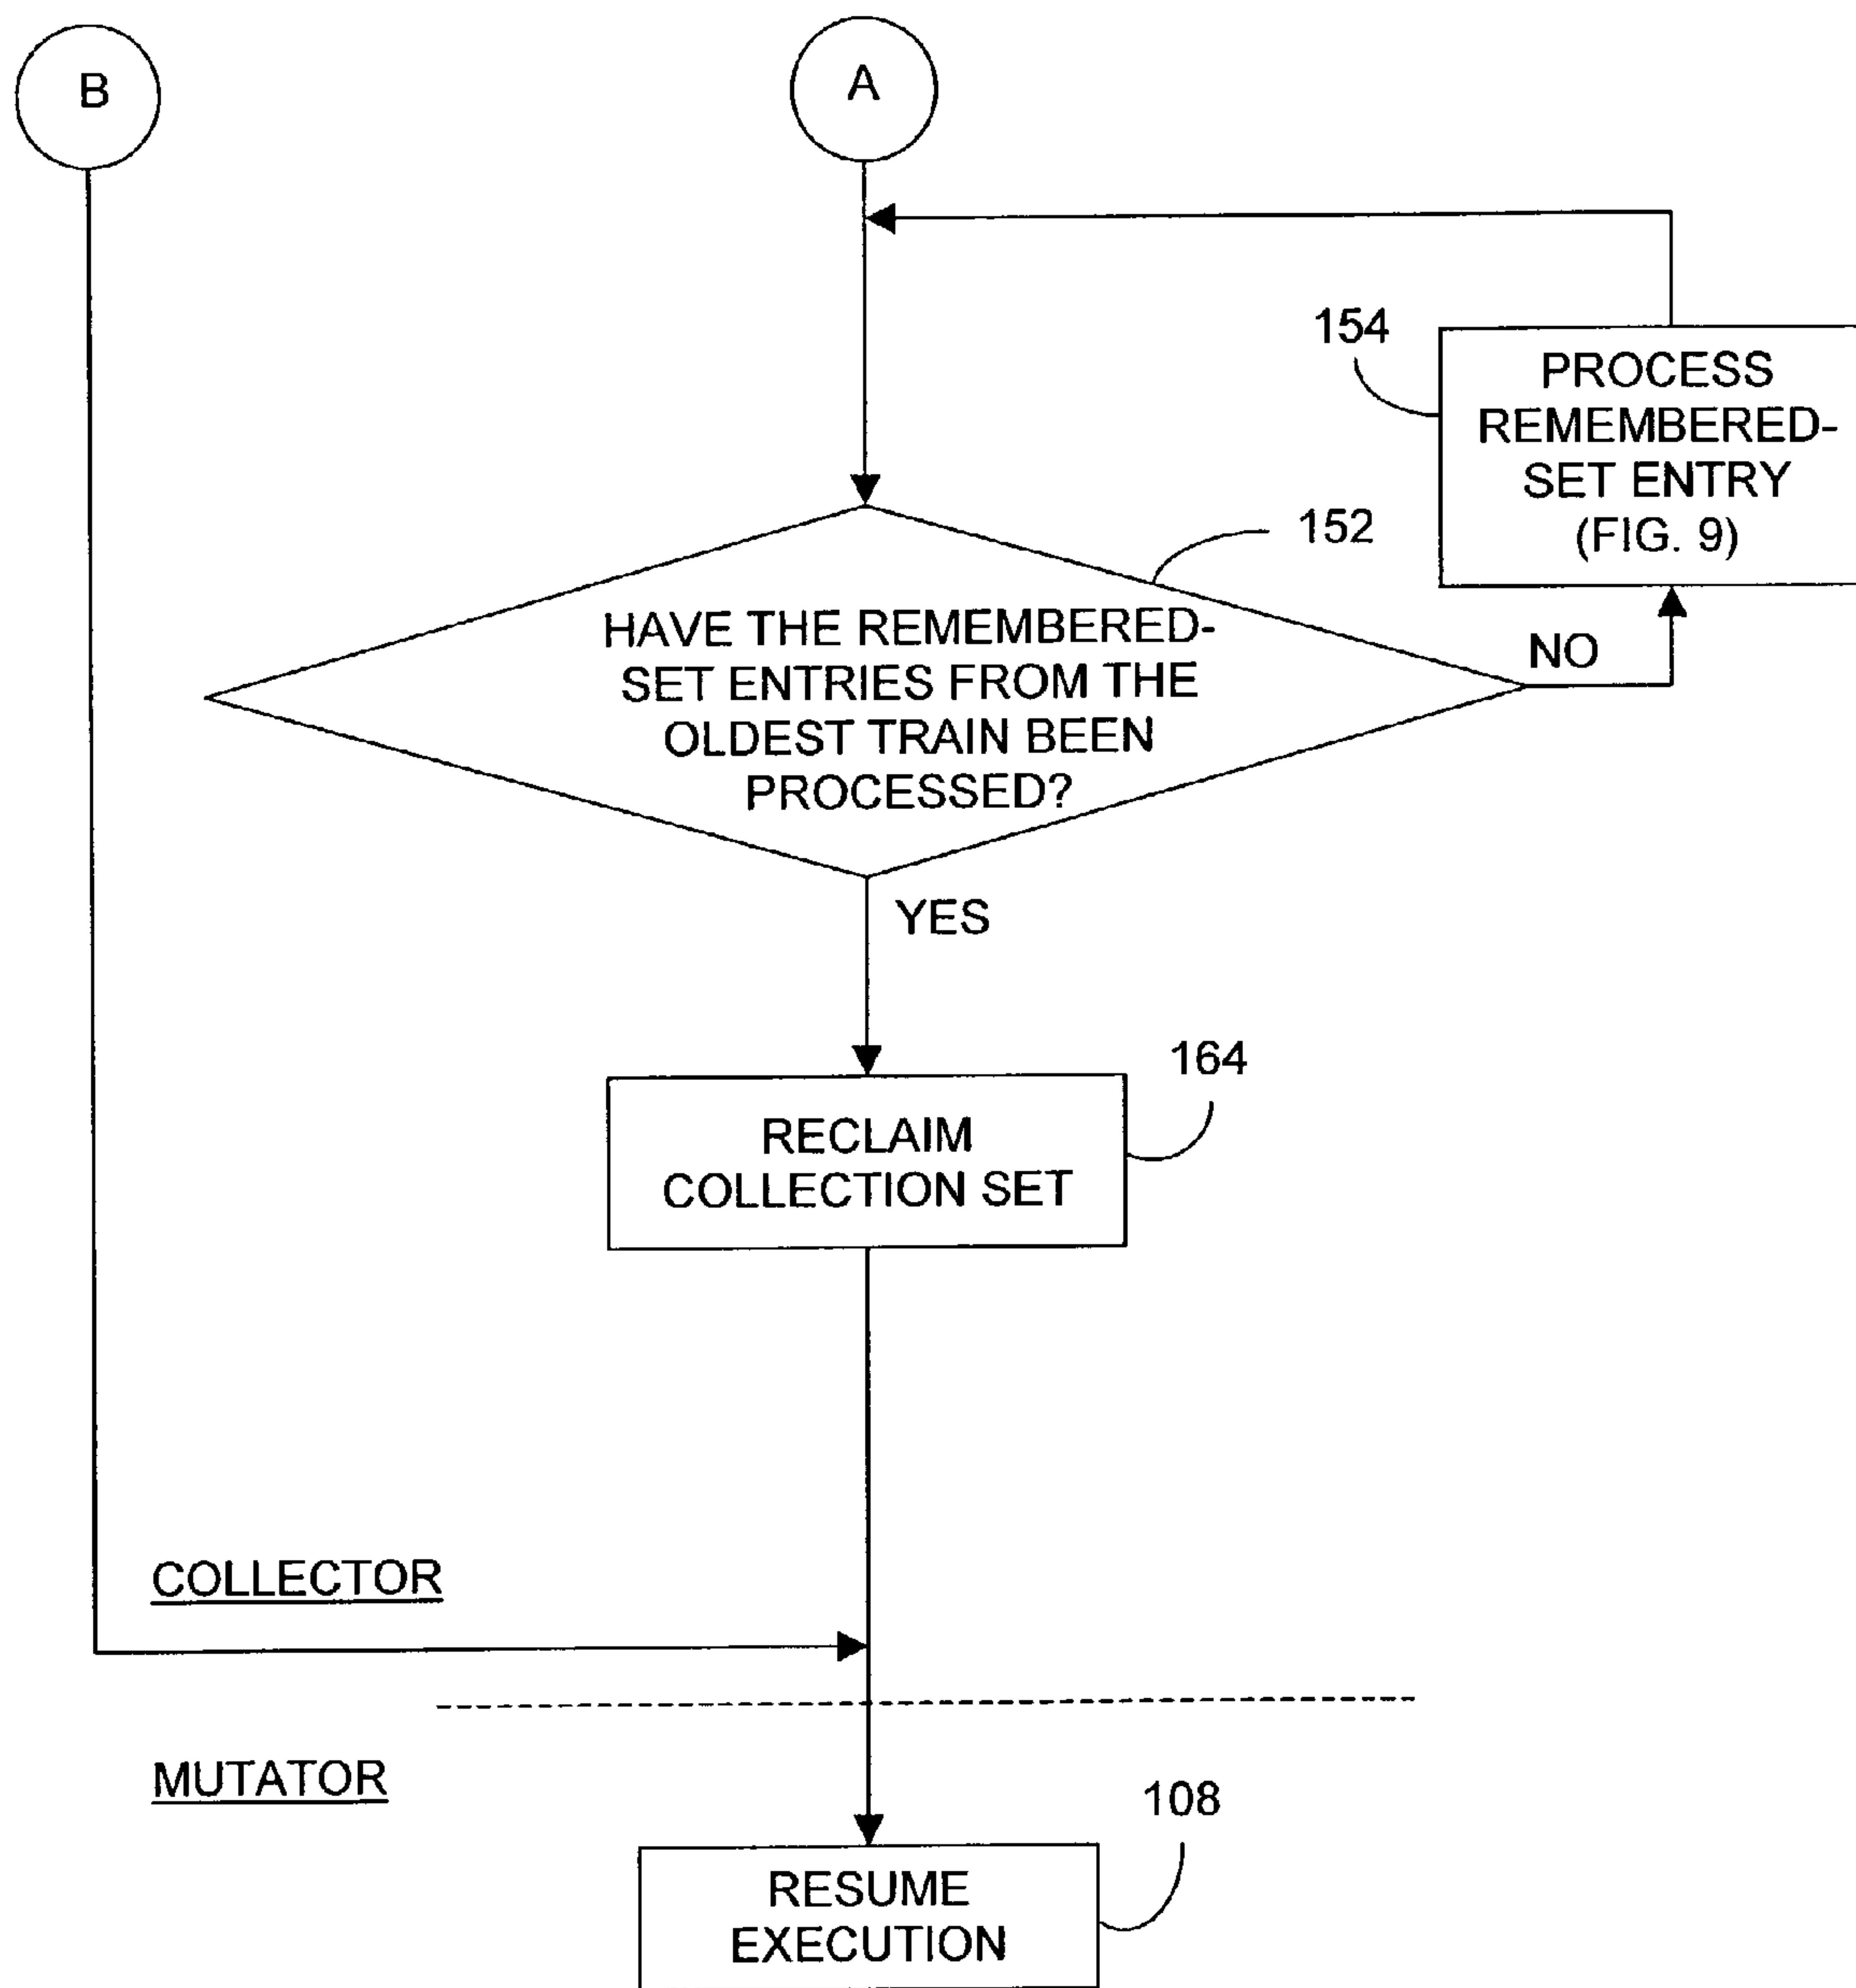 B
A
154
PROCESS
REMEMBERED-
SET ENTRY
(FIG. 9)
152
HAVE THE REMEMBERED-
SET ENTRIES FROM THE
OLDEST TRAIN BEEN
PROCESSED?
NO
YES
164
RECLAIM
COLLECTION SET
COLLECTOR
MUTATOR
108
RESUME
EXECUTION